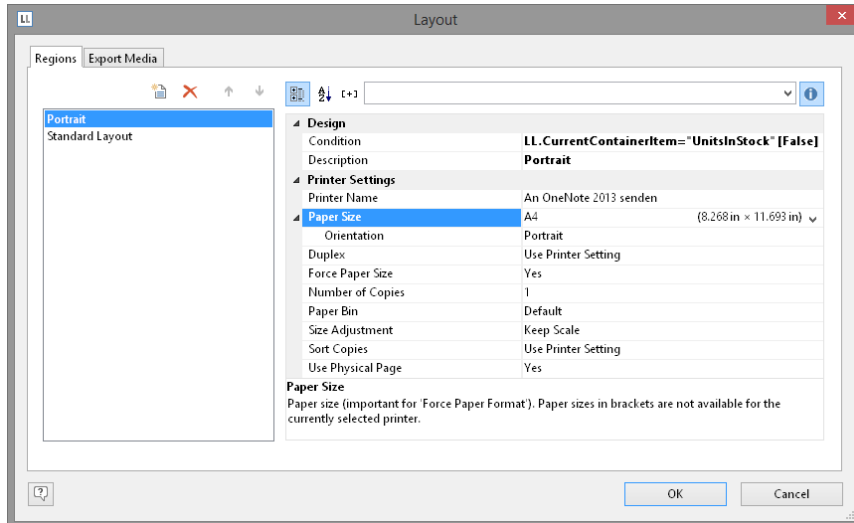 LL Layout
Regions Export Media
Portrait
Standard Layout
Design
Condition LL.CurrentContainerItem="UnitsInStock" [False]
Description Portrait
Printer Settings
Printer Name An OneNote 2013 senden
Paper Size A4 (8.268 in × 11.693 in)
Orientation Portrait
Duplex Use Printer Setting
Force Paper Size Yes
Number of Copies 1
Paper Bin Default
Size Adjustment Keep Scale
Sort Copies Use Printer Setting
Use Physical Page Yes
Paper Size
Paper size (important for 'Force Paper Format'). Paper sizes in brackets are not available for the
currently selected printer.
OK Cancel